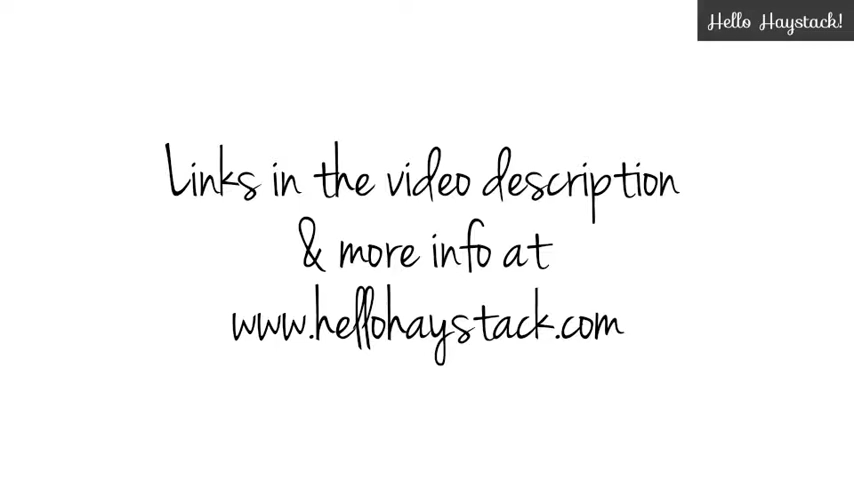 Hello Haystack!
Links in the video description
& more info at
www.hellohaystack.com